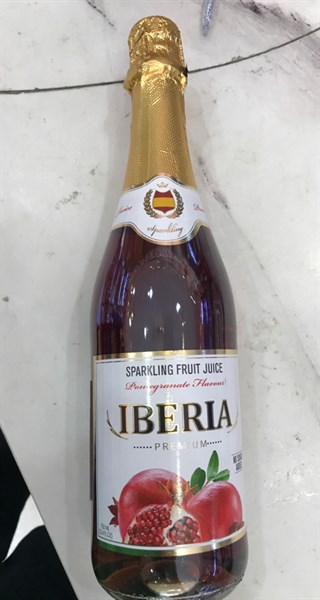 Sparkling
SPARKLING FRUIT JUICE
Pomegranate Flavour
IBERIA
PREMIUM